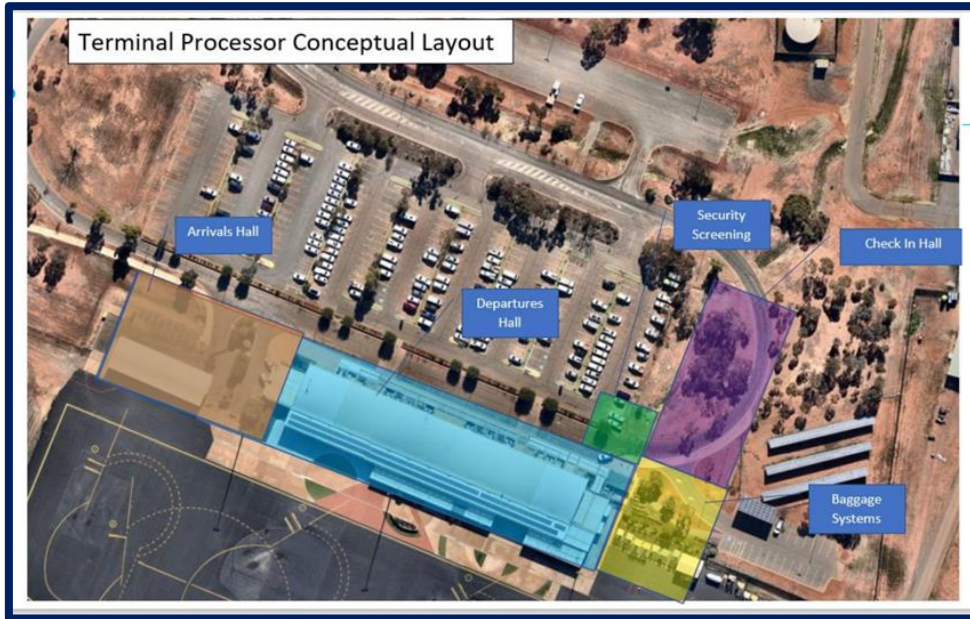 Terminal Processor Conceptual Layout
Arrivals Hall
Security
Screening
Check In Hall
Departures
Hall
Baggage
Systems